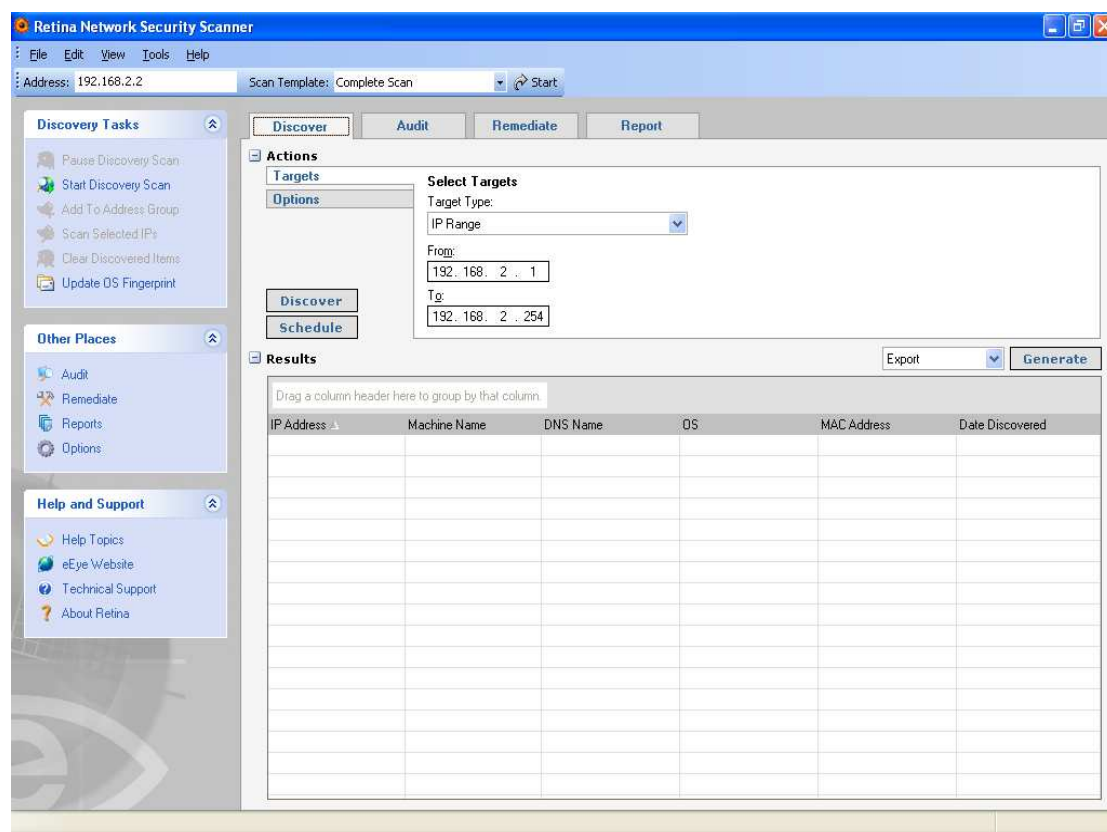 Retina Network Security Scanner
File Edit View Tools Help
Address: 192.168.2.2 Scan Template: Complete Scan Start
Discovery Tasks
Pause Discovery Scan
Start Discovery Scan
Add To Address Group
Scan Selected IPs
Clear Discovered Items
Update OS Fingerprint
Other Places
Audit
Remediate
Reports
Options
Help and Support
Help Topics
eEye Website
Technical Support
About Retina
Discover Audit Remediate Report
Actions
Targets
Options
Discover
Schedule
Select Targets
Target Type:
IP Range
From:
192. 168. 2 . 1
To:
192. 168. 2 . 254
Results
Export Generate
Drag a column header here to group by that column.
IP Address Machine Name DNS Name OS MAC Address Date Discovered